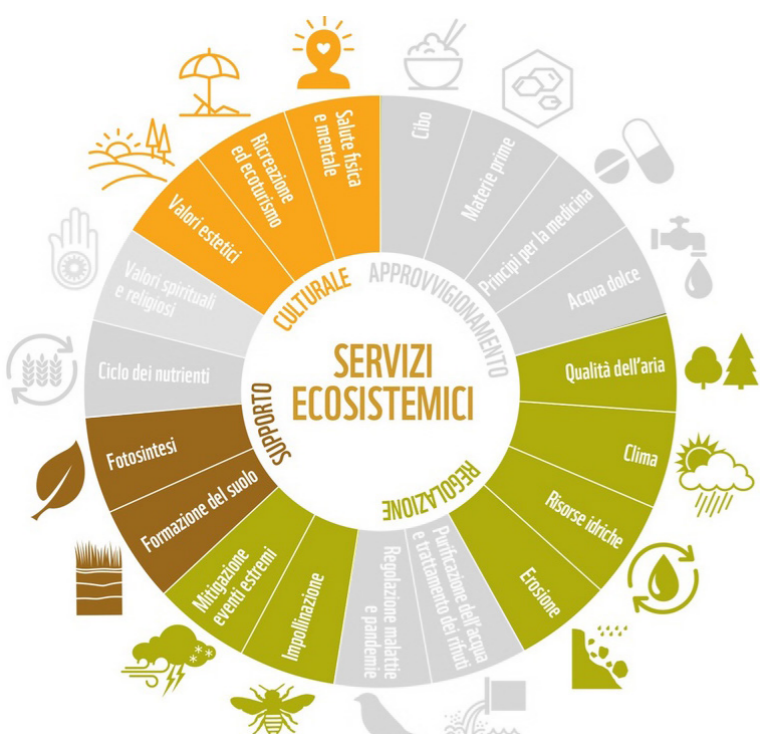 SERVIZI
ECOSISTEMICI
CULTURALE
APPROVVIGIONAMENTO
REGOLAZIONE
SUPPORTO
Cibo
Materie prime
Principi per la medicina
Acqua dolce
Qualità dell'aria
Clima
Risorse idriche
Erosione
Purificazione dell'acqua
e trattamento dei rifiuti
Regolazione malattie
e pandemie
Impollinazione
Mitigazione
eventi estremi
Formazione del suolo
Fotosintesi
Ciclo dei nutrienti
Valori spirituali
e religiosi
Valori estetici
Ricreazione
ed ecoturismo
Salute fisica
e mentale